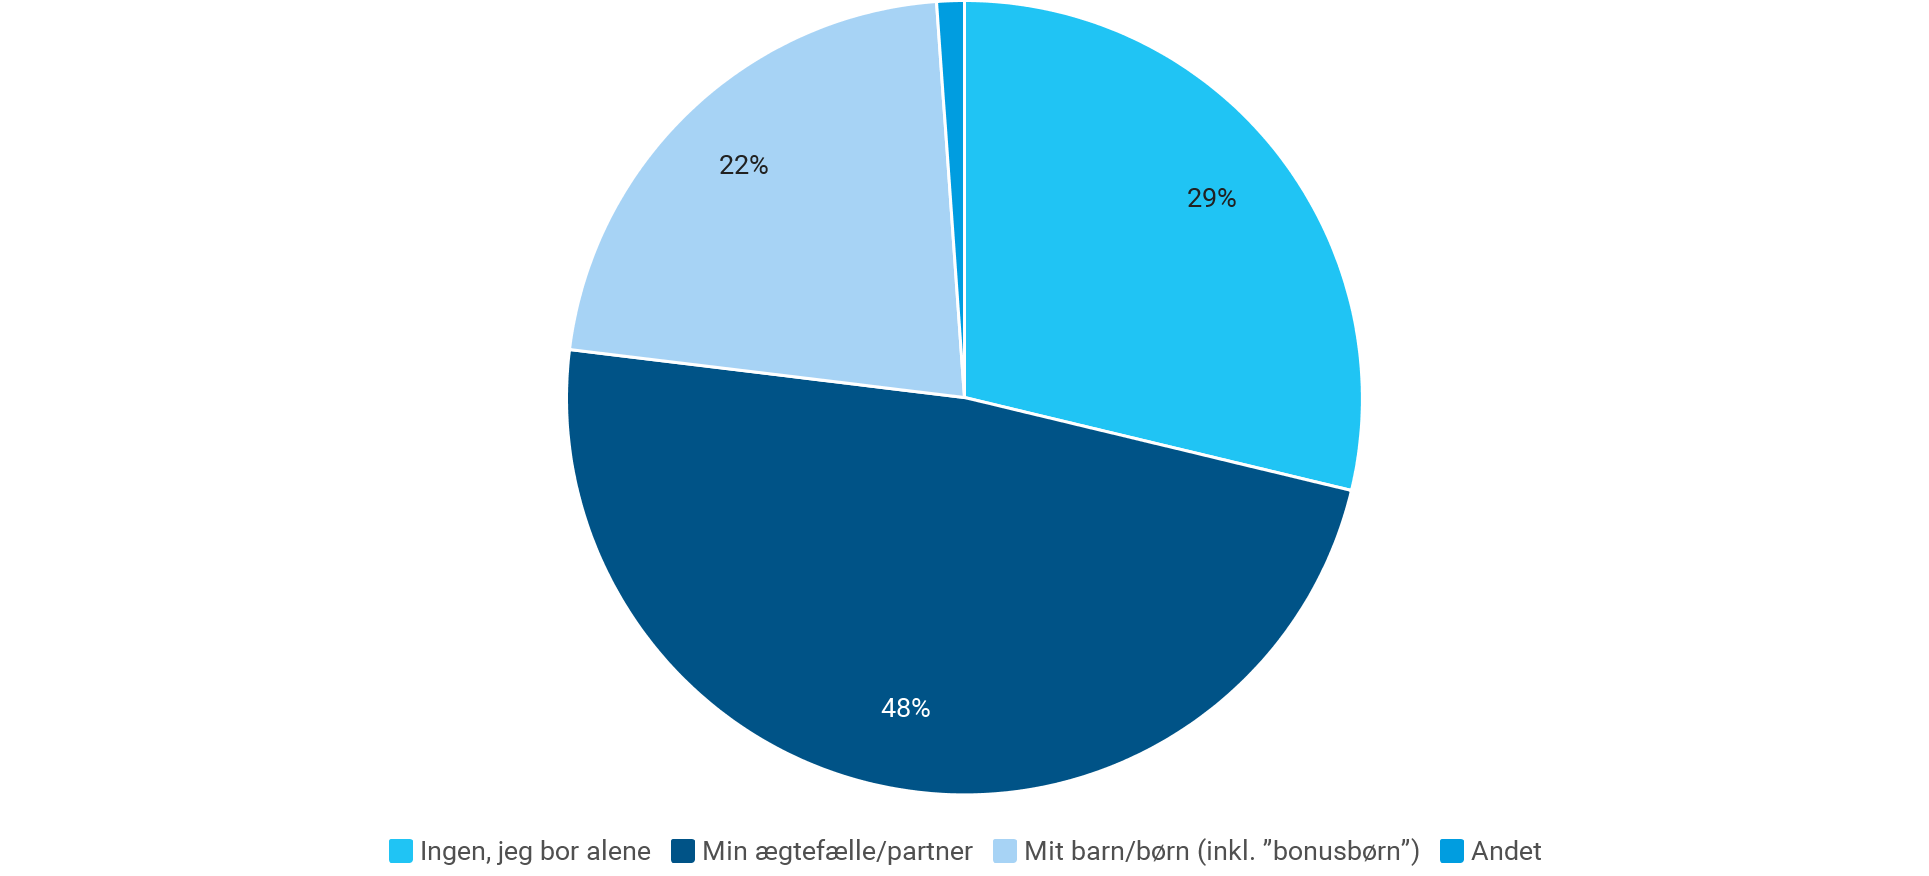 22%
29%
48%
Ingen, jeg bor alene Min ægtefælle/partner Mit barn/børn (inkl. ”bonusbørn”) Andet